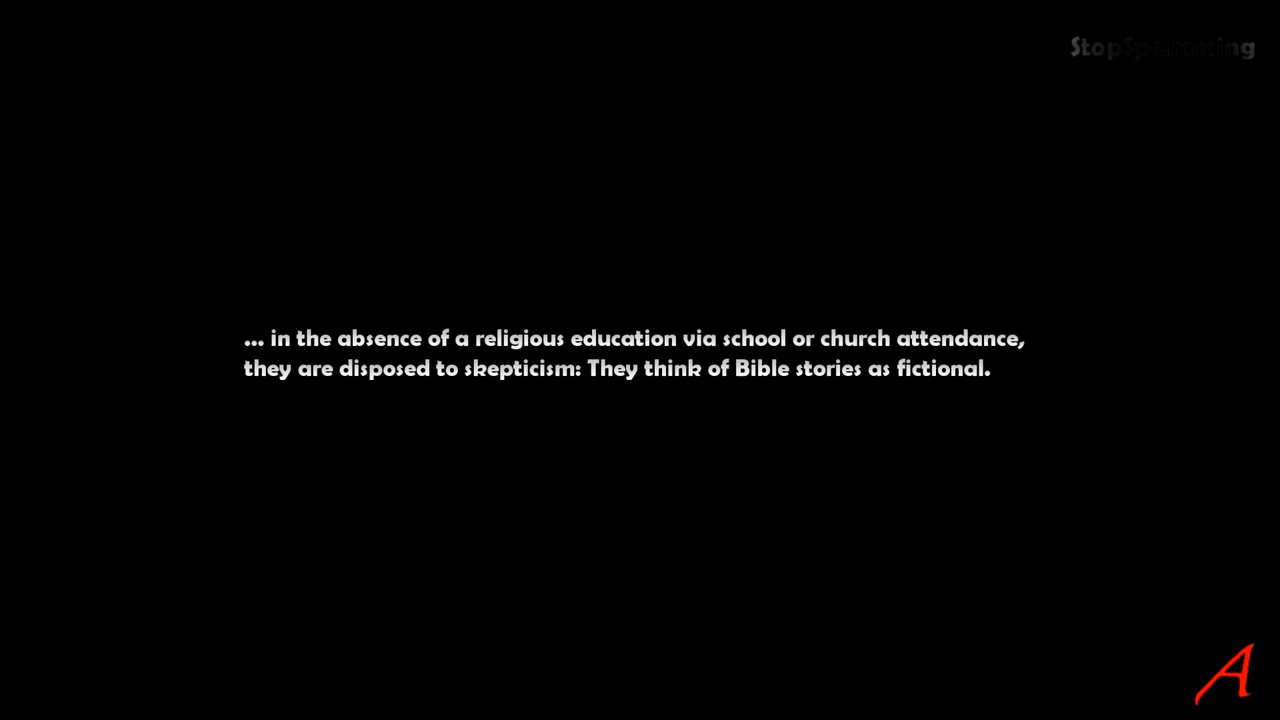 StopSpamming
... in the absence of a religious education via school or church attendance,
they are disposed to skepticism: They think of Bible stories as fictional.
A